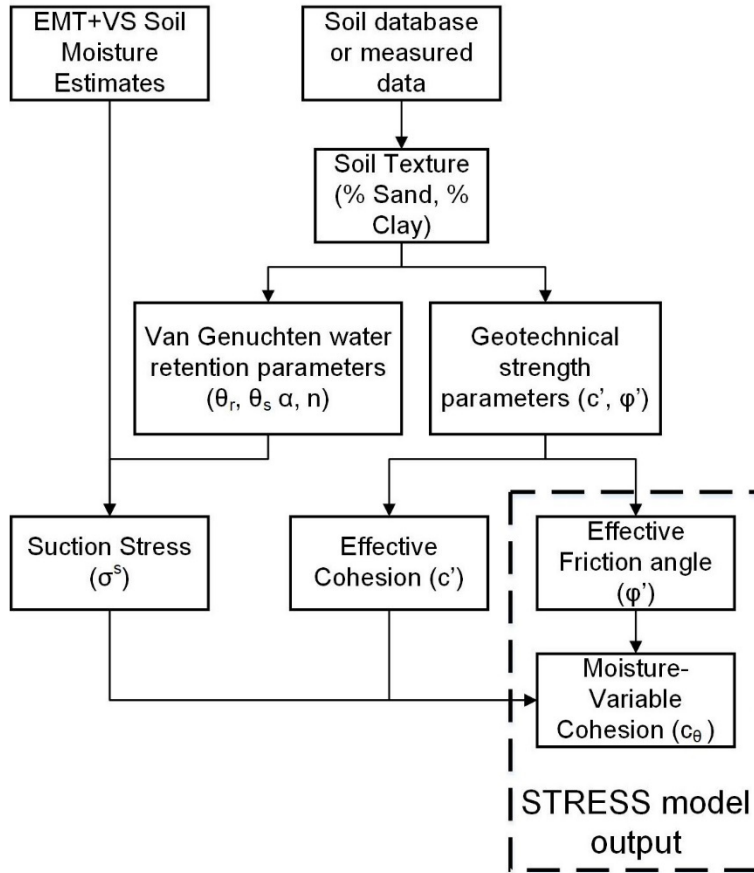 EMT+VS Soil
Moisture
Estimates
Soil database
or measured
data
Soil Texture
(% Sand, %
Clay)
Van Genuchten water
retention parameters
(θᵣ, θₛ α, n)
Geotechnical
strength
parameters (c’, φ’)
Suction Stress
(σˢ)
Effective
Cohesion (c’)
Effective
Friction angle
(φ’)
Moisture-
Variable
Cohesion (c_θ)
STRESS model
output